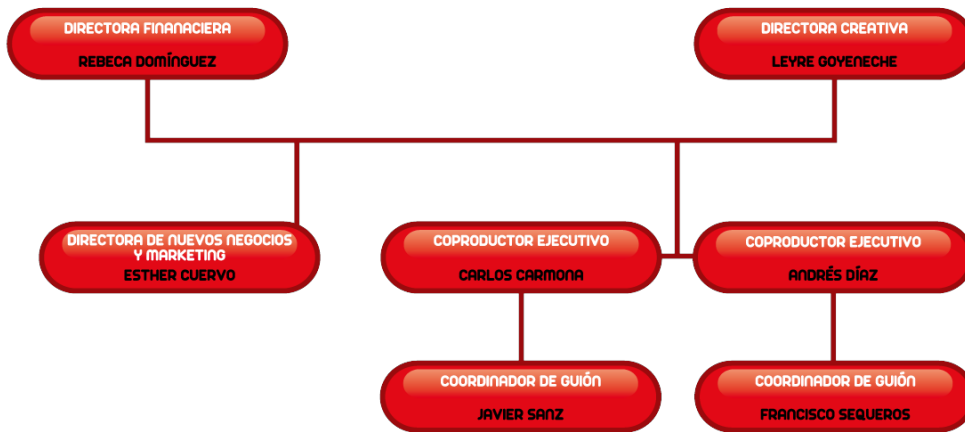 DIRECTORA FINANACIERA
REBECA DOMÍNGUEZ
DIRECTORA CREATIVA
LEYRE GOYENECHE
DIRECTORA DE NUEVOS NEGOCIOS
Y MARKETING
ESTHER CUERVO
COPRODUCTOR EJECUTIVO
CARLOS CARMONA
COPRODUCTOR EJECUTIVO
ANDRÉS DÍAZ
COORDINADOR DE GUIÓN
JAVIER SANZ
COORDINADOR DE GUIÓN
FRANCISCO SEQUEROS